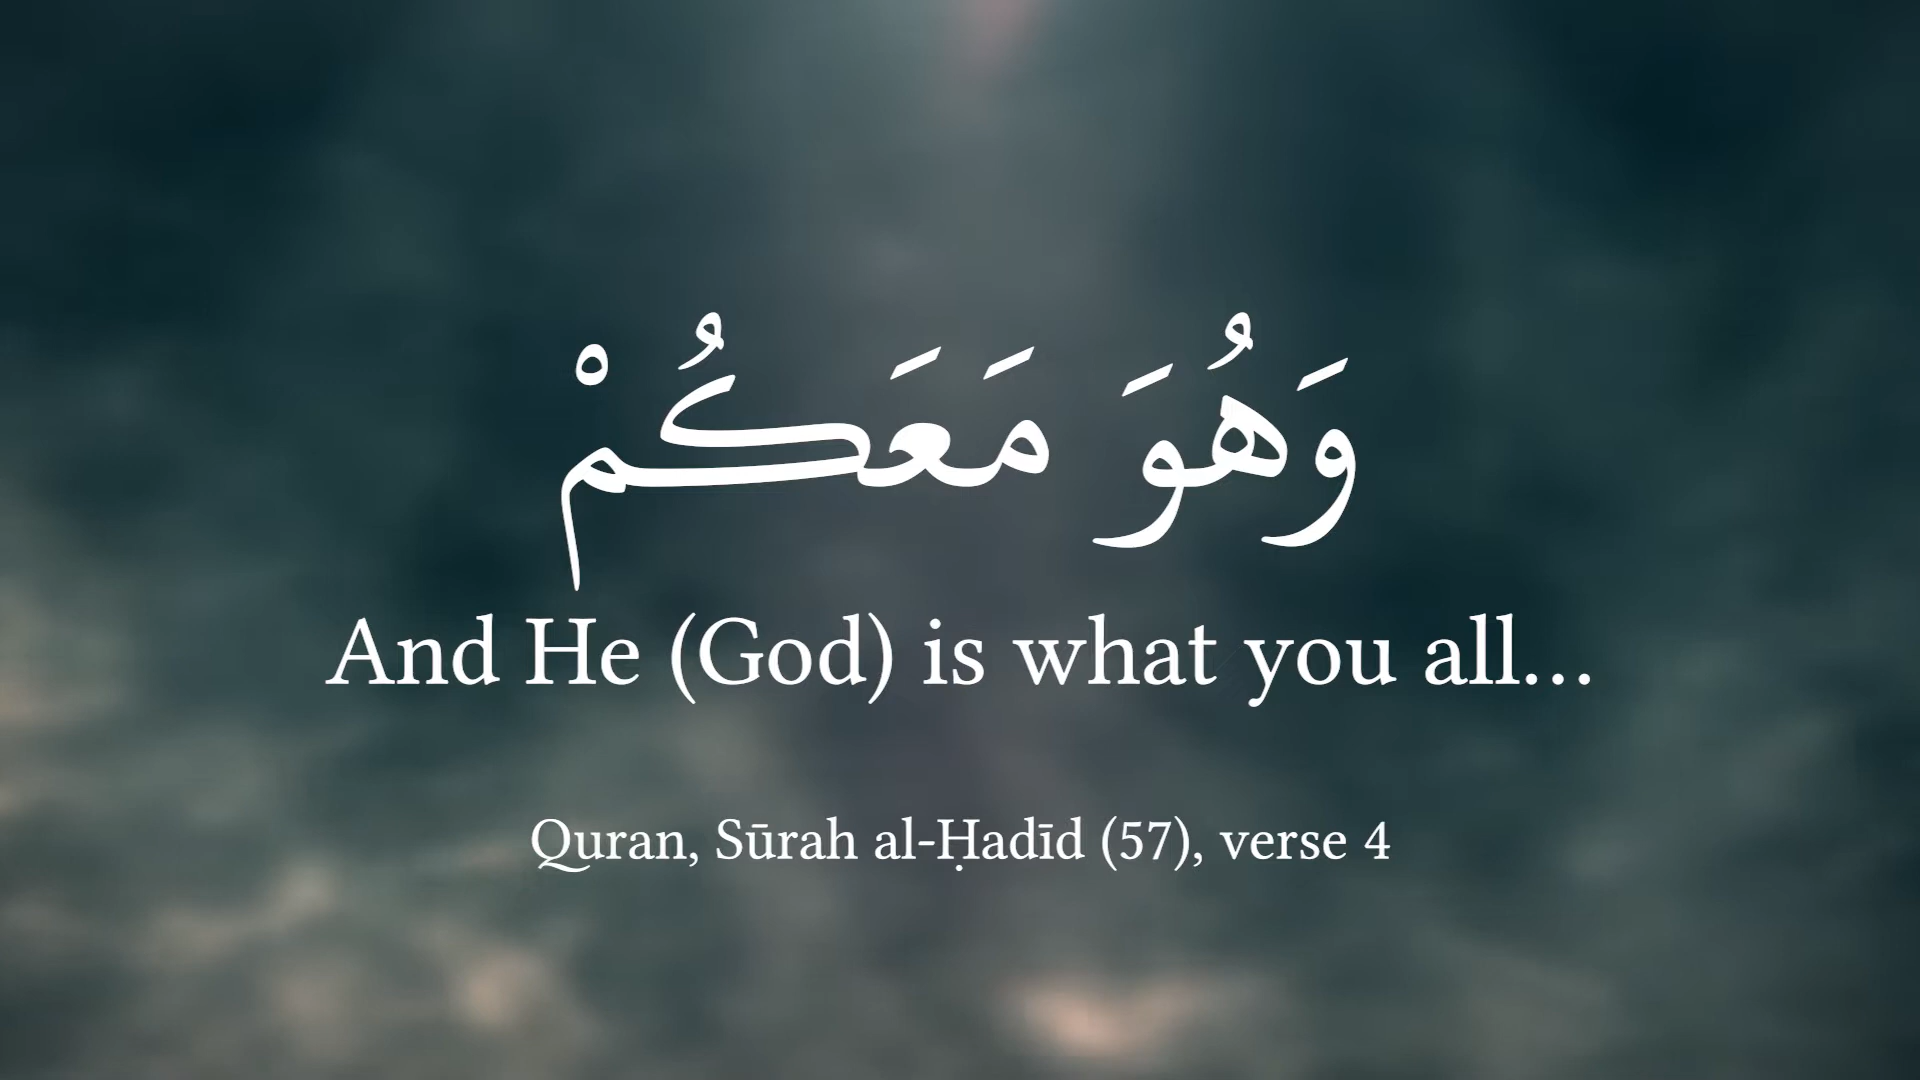 وَهُوَ مَعَكُمْ
And He (God) is what you all...
Quran, Sūrah al-Ḥadīd (57), verse 4